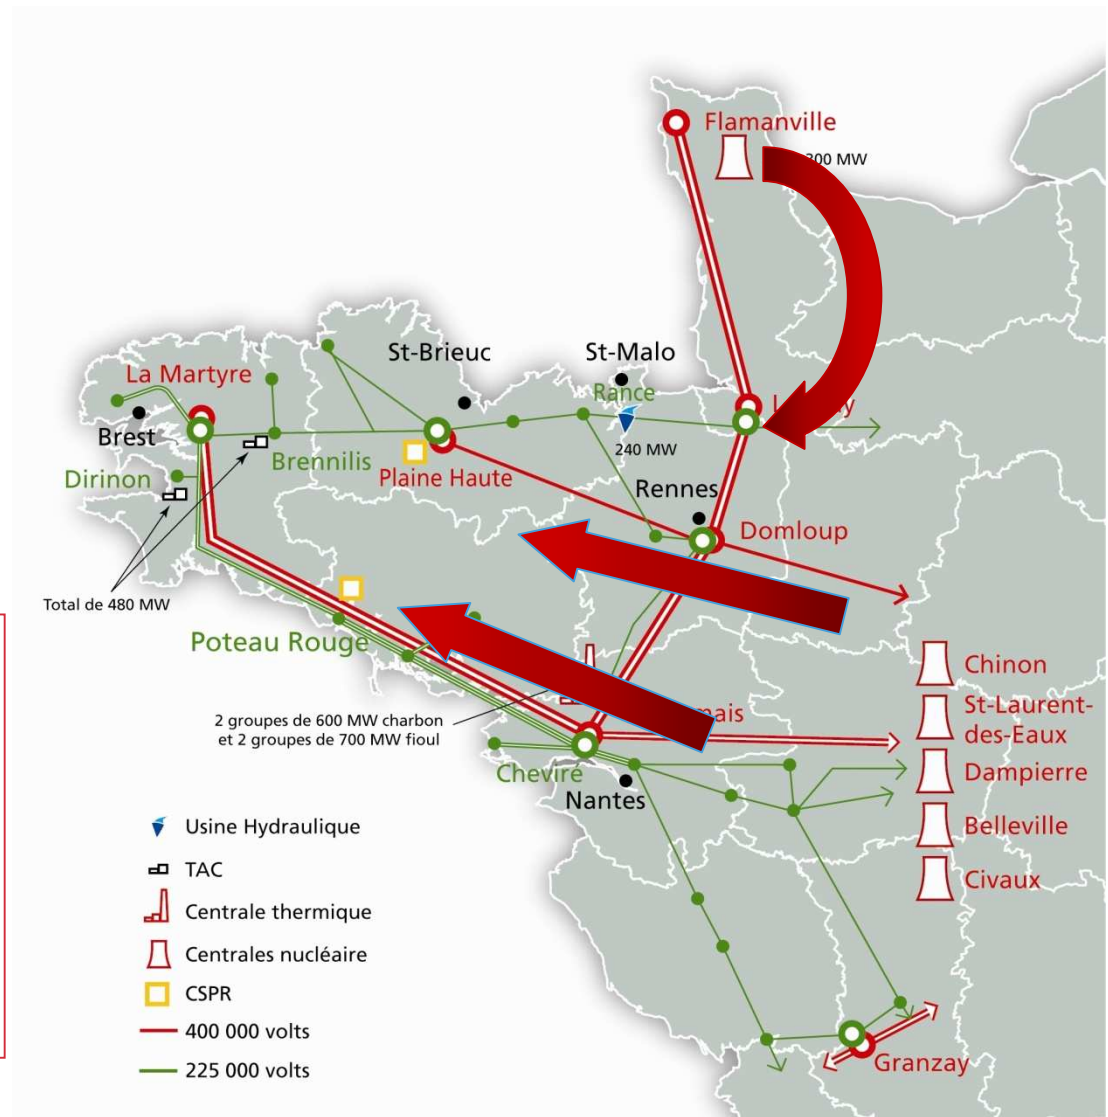 Flamanville
St-Brieuc
St-Malo
La Martyre
Rance
Brest
Brennilis
240 MW
Dirinon
Plaine Haute
Rennes
Domloup
Total de 480 MW
Poteau Rouge
Chinon
2 groupes de 600 MW charbon
et 2 groupes de 700 MW fioul
St-Laurent-
des-Eaux
Cheviré
Dampierre
Nantes
Belleville
Usine Hydraulique
TAC
Civaux
Centrale thermique
Centrales nucléaire
CSPR
400 000 volts
Granzay
225 000 volts